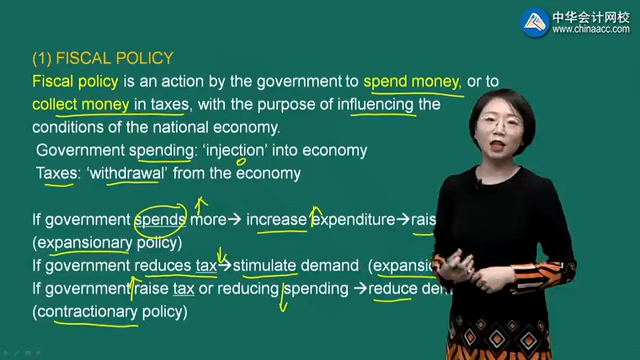 中华会计网校
www.chinaacc.com
(1) FISCAL POLICY
Fiscal policy is an action by the government to spend money, or to
collect money in taxes, with the purpose of influencing the
conditions of the national economy.
Government spending: ‘injection’ into economy
Taxes: ‘withdrawal’ from the economy
If government spends more→ increase expenditure→
(expansionary policy)
If government reduces tax→stimulate demand
If government raise tax or reducing spending →reduce
(contractionary policy)